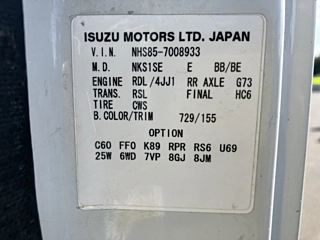 ISUZU MOTORS LTD. JAPAN
V.I.N. NHS85-7008933
MODEL NKS1SE E BB/BE
ENGINE RDL/4JJ1 RR AXLE G73
TRANS. RSL FINAL HC6
TIRE CWS
B.COLOR/TRIM 729/155
OPTION
C60 FF0 K89 RPR RS6 U69
25W 6WD 7VP 8GJ 8JM